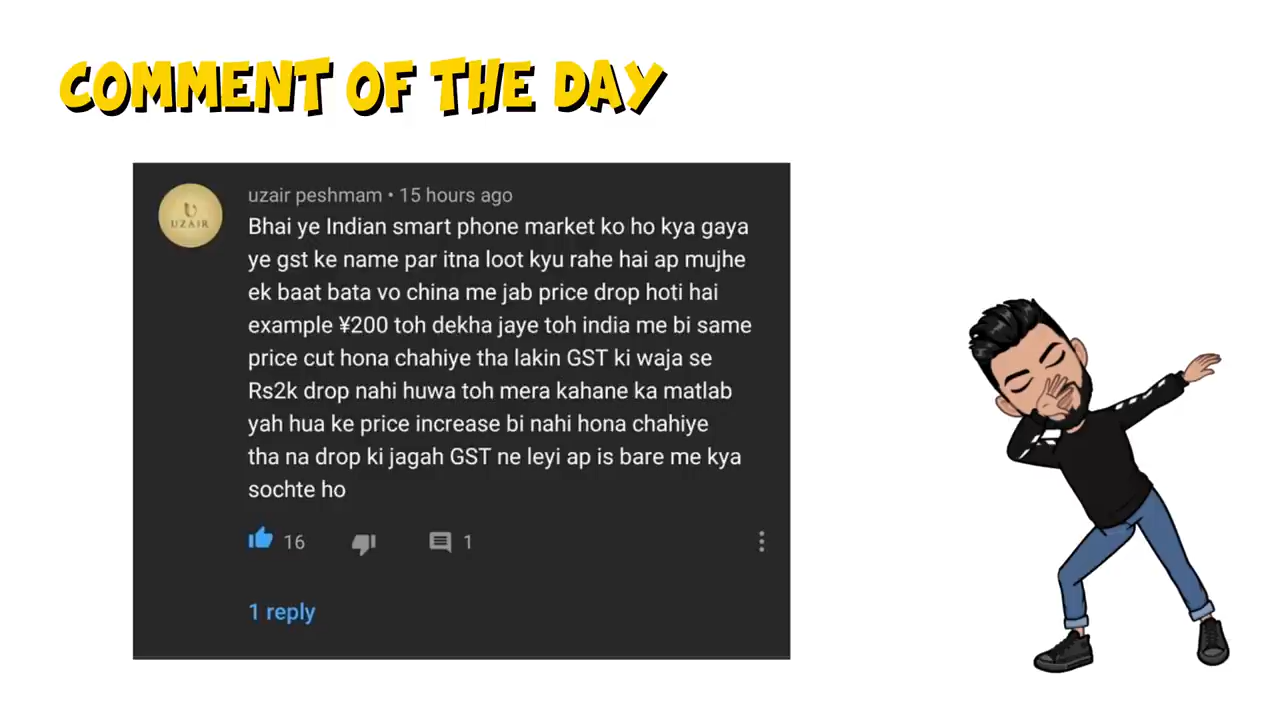 COMMENT OF THE DAY
uzair peshmam • 15 hours ago
UZAIR
Bhai ye Indian smart phone market ko ho kya gaya
ye gst ke name par itna loot kyu rahe hai ap mujhe
ek baat bata vo china me jab price drop hoti hai
example ¥200 toh dekha jaye toh india me bi same
price cut hona chahiye tha lakin GST ki waja se
Rs2k drop nahi huwa toh mera kahane ka matlab
yah hua ke price increase bi nahi hona chahiye
tha na drop ki jagah GST ne leyi ap is bare me kya
sochte ho
16 1
1 reply